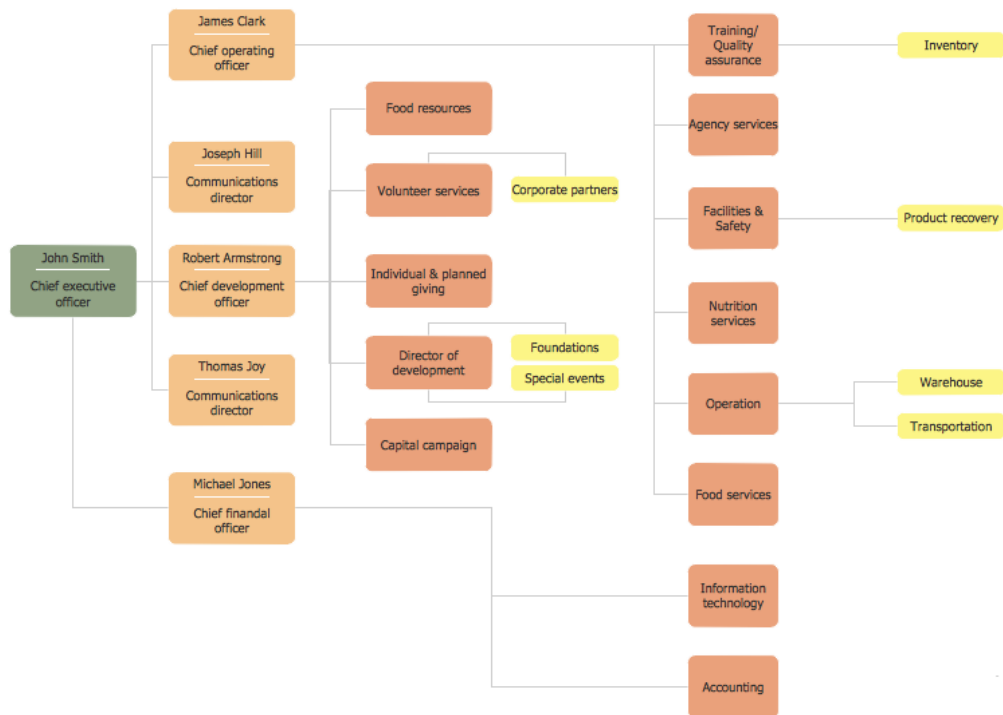 James Clark
Chief operating
officer
Training/
Quality
assurance
Inventory
Food resources
Agency services
Joseph Hill
Communications
director
Volunteer services
Corporate partners
Facilities &
Safety
Product recovery
John Smith
Chief executive
officer
Robert Armstrong
Chief development
officer
Individual & planned
giving
Nutrition
services
Thomas Joy
Communications
director
Director of
development
Foundations
Special events
Operation
Warehouse
Transportation
Capital campaign
Michael Jones
Chief finandal
officer
Food services
Information
technology
Accounting